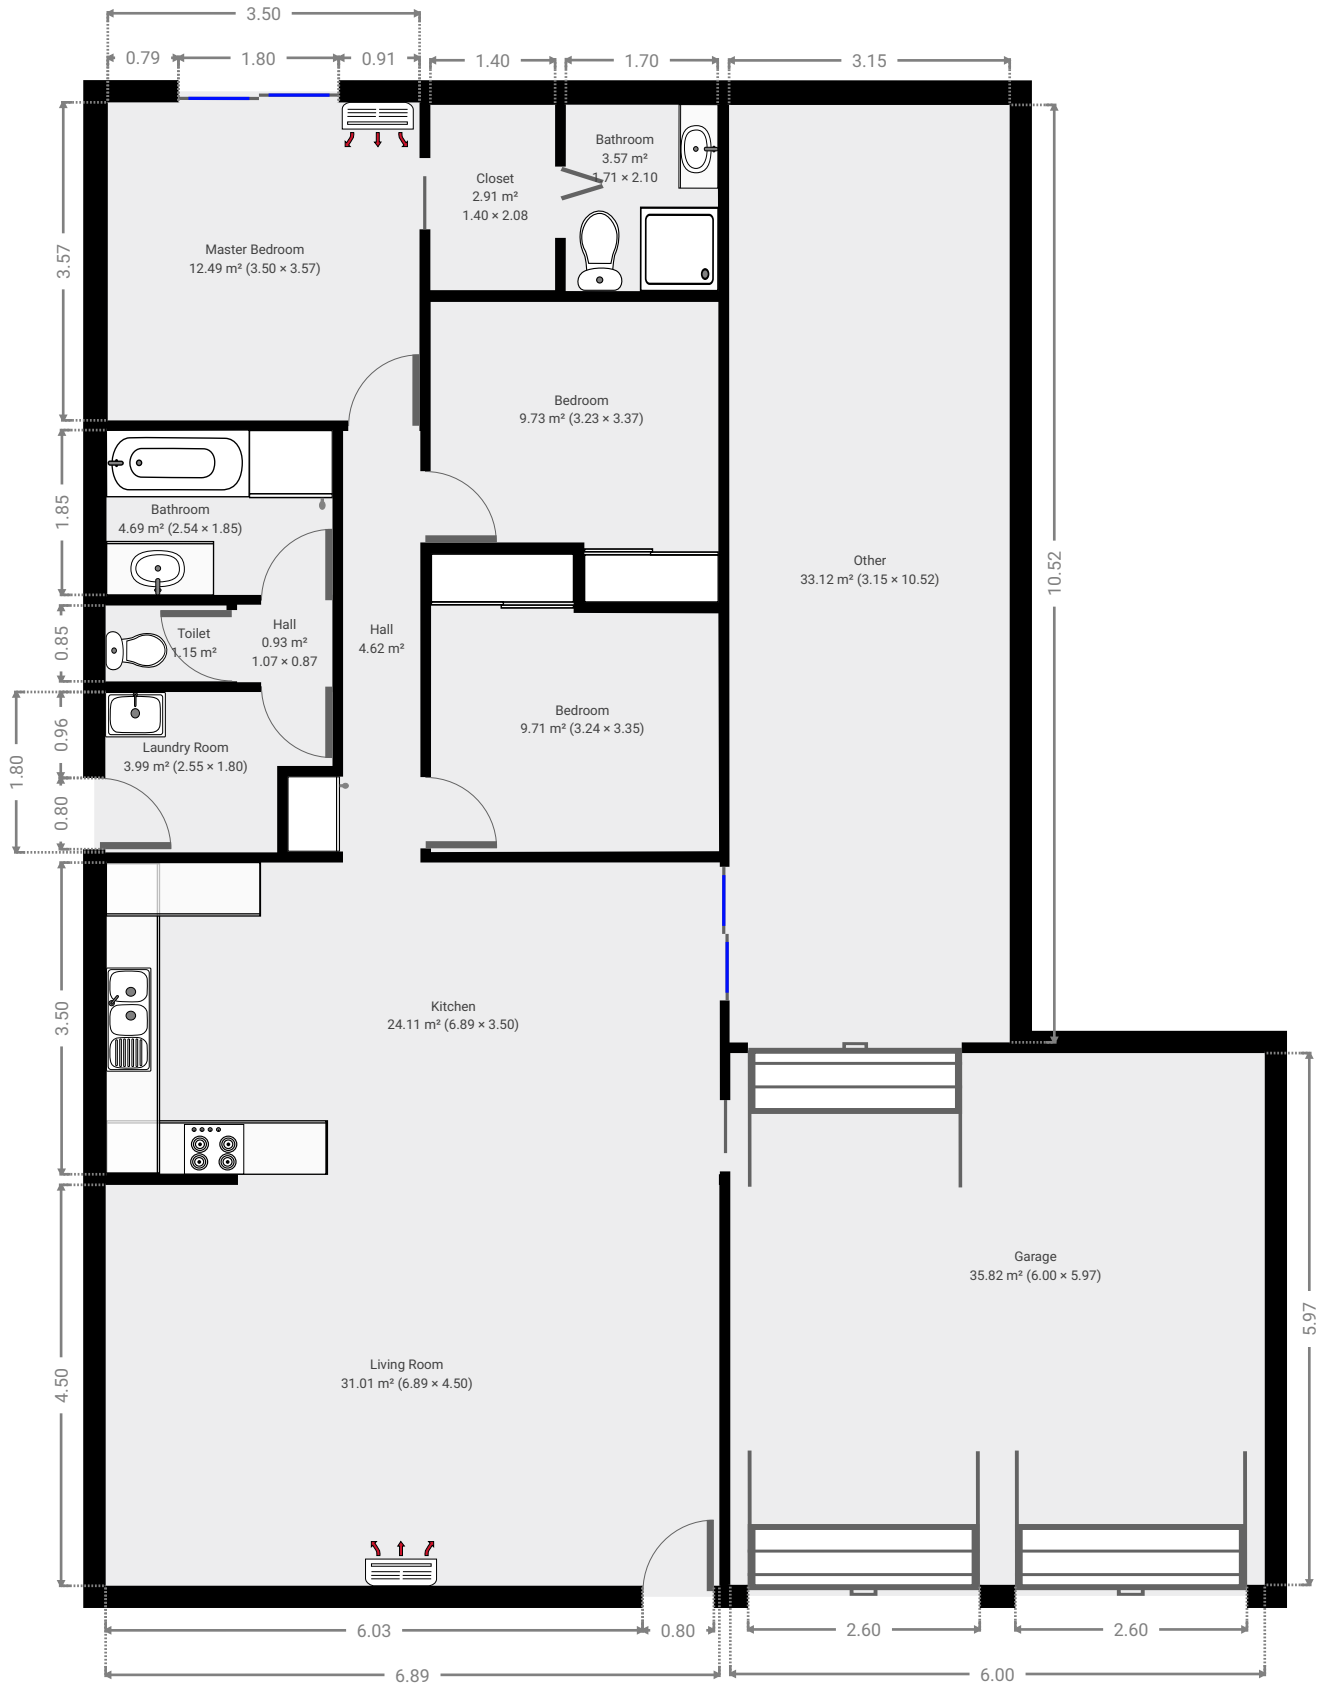 3.50
0.79
1.80
0.91
1.40
1.70
3.15
Bathroom
3.57 m²
1.71 × 2.10
Closet
2.91 m²
1.40 × 2.08
3.57
Master Bedroom
12.49 m² (3.50 × 3.57)
Bedroom
9.73 m² (3.23 × 3.37)
1.85
Bathroom
4.69 m² (2.54 × 1.85)
Other
33.12 m² (3.15 × 10.52)
10.52
0.85
Toilet
1.15 m²
Hall
0.93 m²
1.07 × 0.87
Hall
4.62 m²
Bedroom
9.71 m² (3.24 × 3.35)
0.96
1.80
Laundry Room
3.99 m² (2.55 × 1.80)
0.80
3.50
Kitchen
24.11 m² (6.89 × 3.50)
Garage
35.82 m² (6.00 × 5.97)
5.97
4.50
Living Room
31.01 m² (6.89 × 4.50)
6.03
0.80
2.60
2.60
6.89
6.00